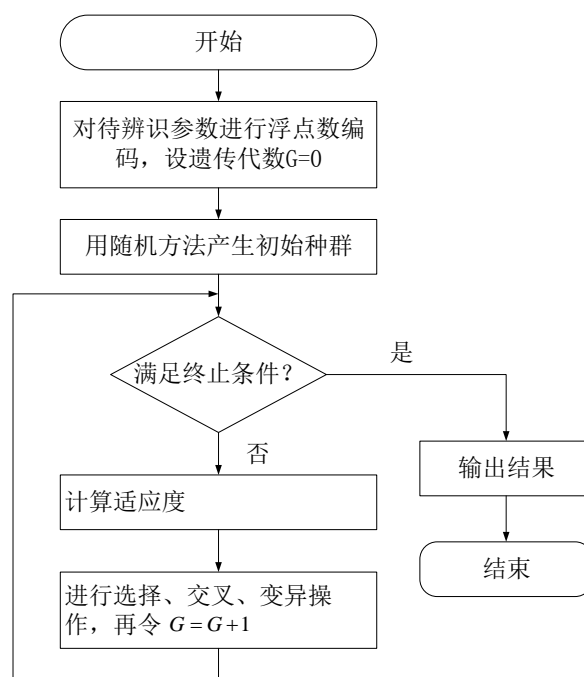 开始
对待辨识参数进行浮点数编
码，设遗传代数G=0
用随机方法产生初始种群
满足终止条件？
是
否
输出结果
计算适应度
结束
进行选择、交叉、变异操
作，再令 G=G+1